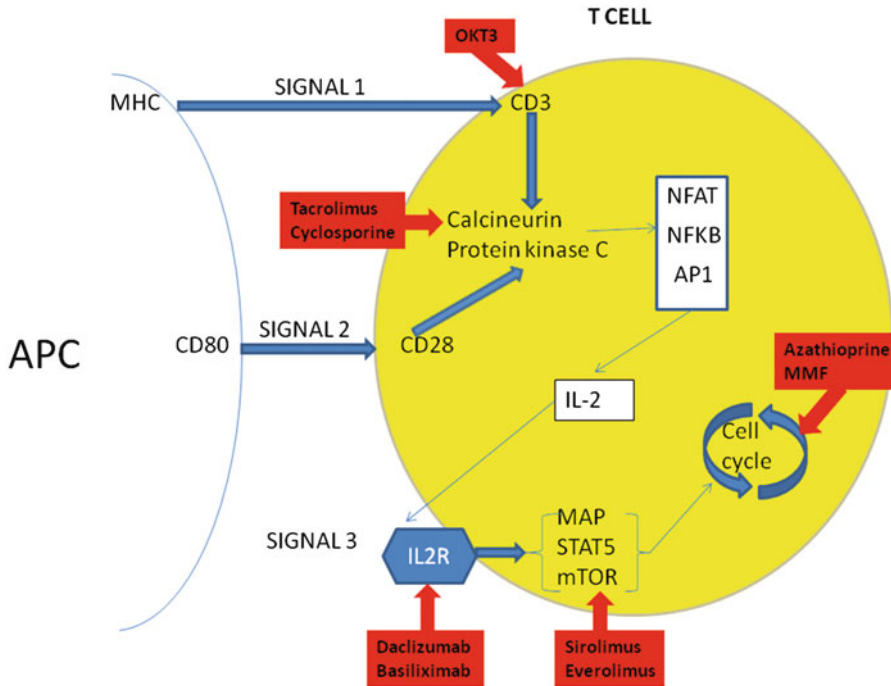 T CELL
OKT3
SIGNAL 1
MHC
CD3
NFAT
NFKB
AP1
Tacrolimus
Cyclosporine
Calcineurin
Protein kinase C
SIGNAL 2
CD80
CD28
APC
Azathioprine
MMF
IL-2
Cell
cycle
SIGNAL 3
IL2R
MAP
STAT5
mTOR
Daclizumab
Basiliximab
Sirolimus
Everolimus